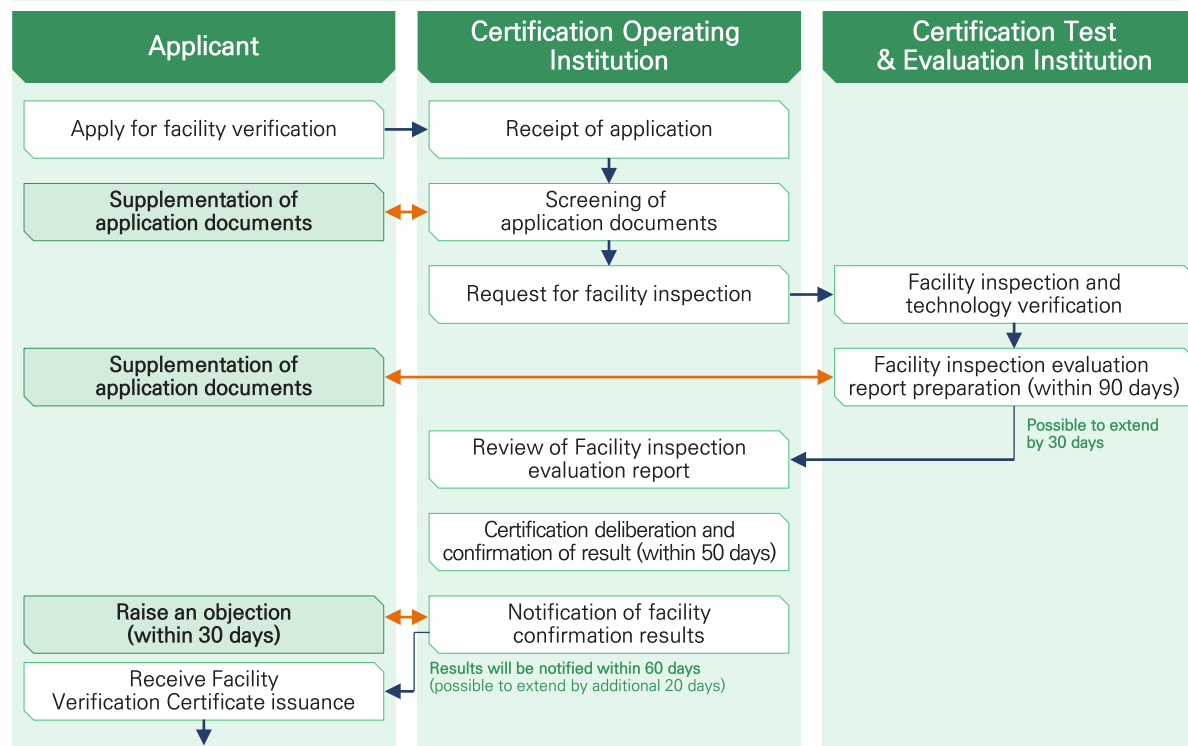 Applicant
Certification Operating
Institution
Certification Test
& Evaluation Institution
Apply for facility verification
Receipt of application
Supplementation of
application documents
Screening of
application documents
Request for facility inspection
Facility inspection and
technology verification
Supplementation of
application documents
Facility inspection evaluation
report preparation (within 90 days)
Possible to extend
by 30 days
Review of Facility inspection
evaluation report
Certification deliberation and
confirmation of result (within 50 days)
Raise an objection
(within 30 days)
Notification of facility
confirmation results
Results will be notified within 60 days
(possible to extend by additional 20 days)
Receive Facility
Verification Certificate issuance